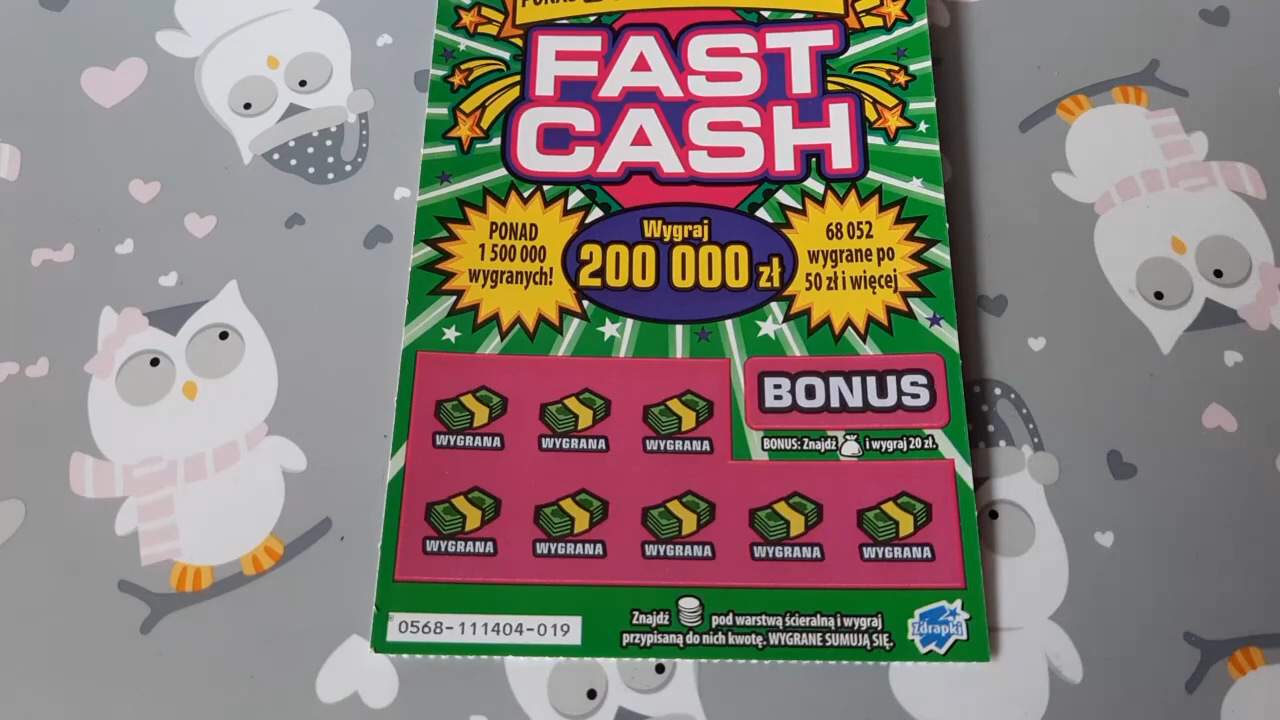 PONAD
FAST
CASH
PONAD
1 500 000
wygranych!
Wygraj
200 000 zł
68 052
wygrane po
50 zł i więcej
BONUS
BONUS: Znajdź i wygraj 20 zł.
WYGRANA WYGRANA WYGRANA
WYGRANA WYGRANA WYGRANA WYGRANA WYGRANA
0568-111404-019
Znajdź pod warstwą ścieralną i wygraj
przypisaną do nich kwotę. WYGRANE SUMUJĄ SIĘ.
Zdrapki